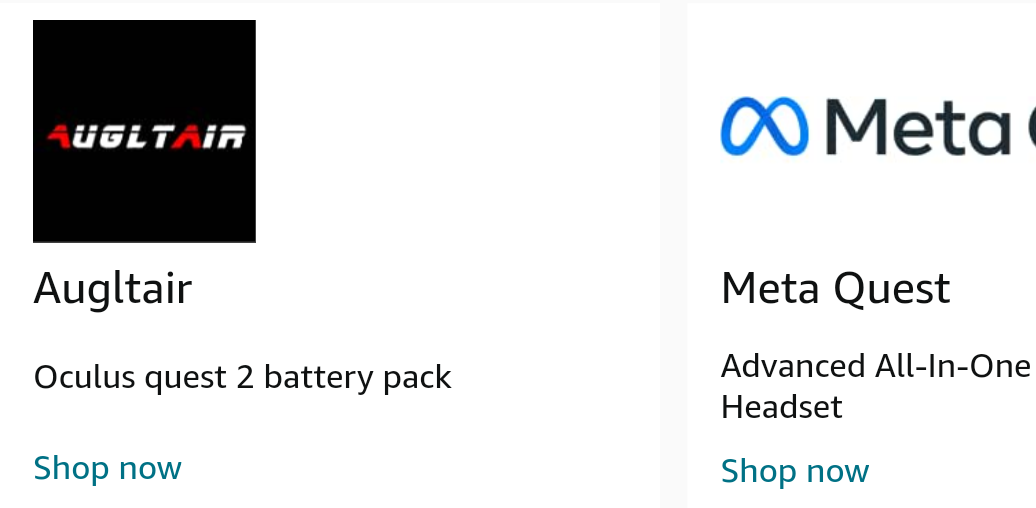 AUGLTAIR
Augltair
Oculus quest 2 battery pack
Shop now
Meta
Meta Quest
Advanced All-In-One
Headset
Shop now